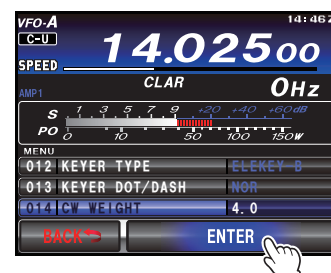 VFO-A 14:46
C-U
14.02500
SPEED
AMP1 CLAR 0Hz
S 1 3 5 7 9 +20 +40 +60dB
PO 0 10 50 100 150W
MENU
012 KEYER TYPE ELEKEY-B
013 KEYER DOT/DASH NOR
014 CW WEIGHT 4.0
BACK ENTER